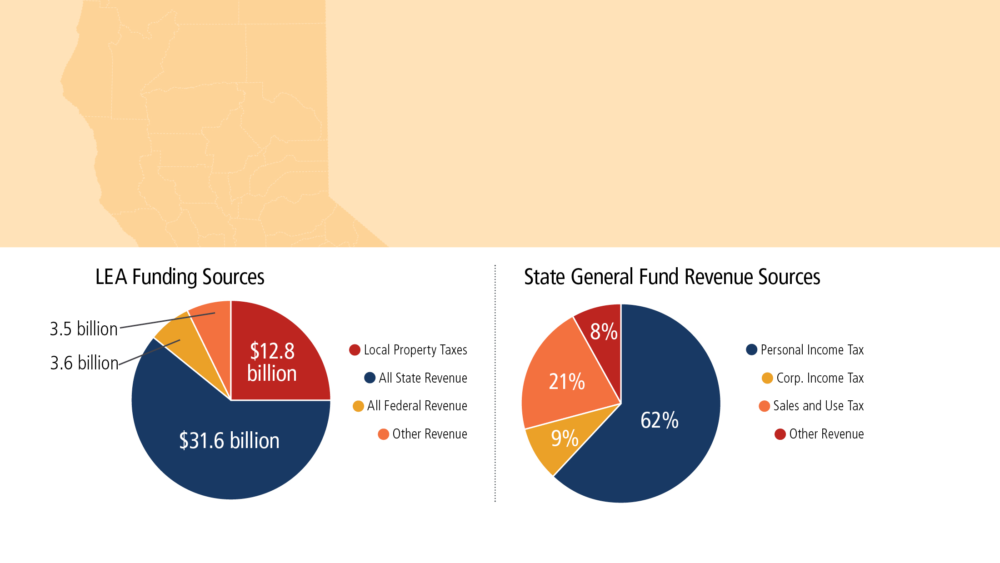 LEA Funding Sources
3.5 billion
3.6 billion
$12.8
billion
$31.6 billion
Local Property Taxes
All State Revenue
All Federal Revenue
Other Revenue
State General Fund Revenue Sources
8%
21%
9%
62%
Personal Income Tax
Corp. Income Tax
Sales and Use Tax
Other Revenue